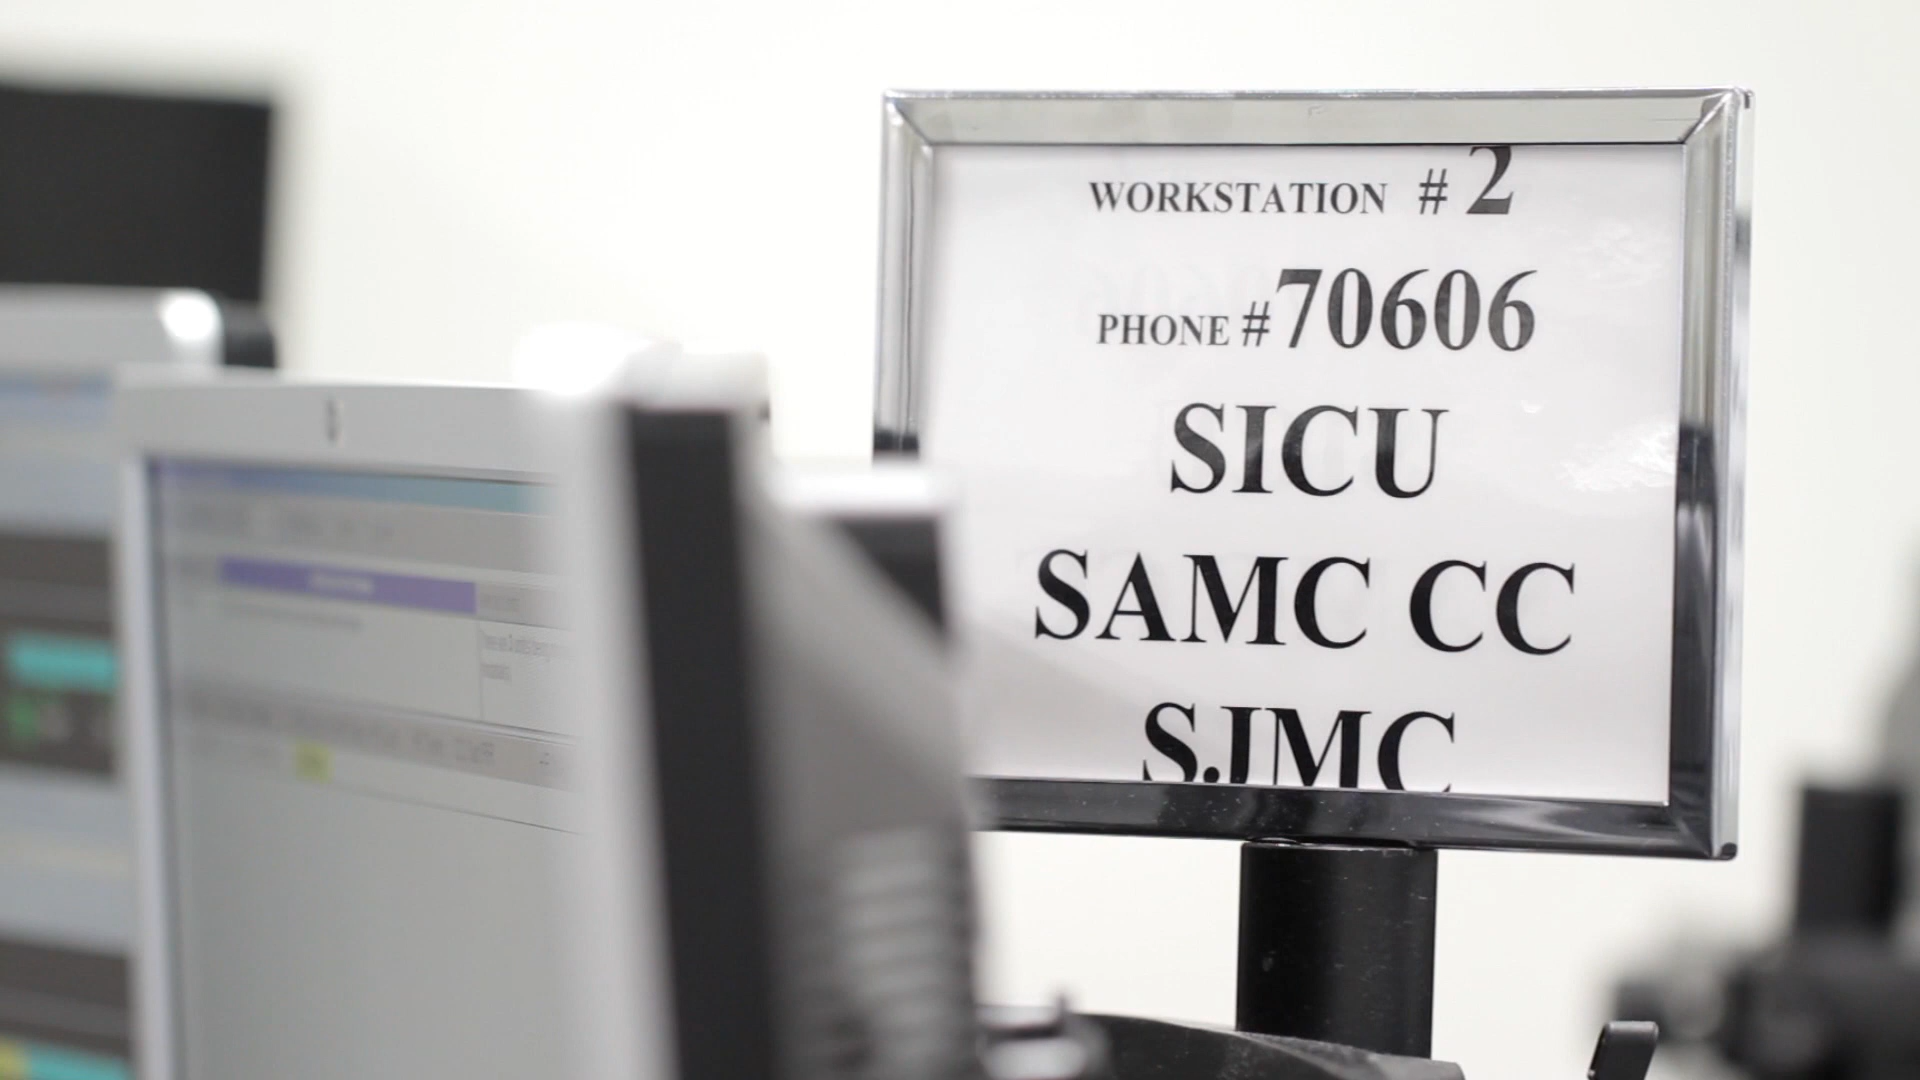 WORKSTATION # 2
PHONE #70606
SICU
SAMC CC
SJMC